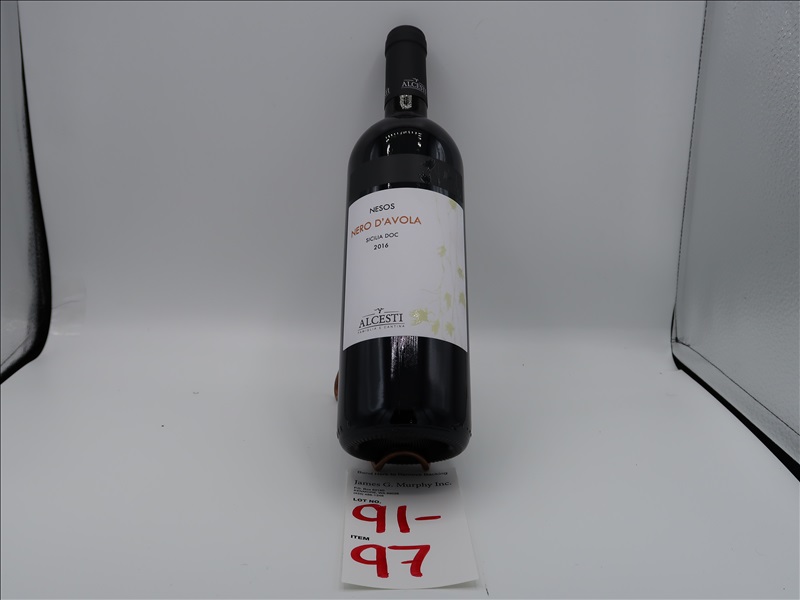 ALCESTI
NESOS
NERO D'AVOLA
SICILIA DOC
2016
ALCESTI
James G. Murphy Inc.
LOT NO.
91-
ITEM
97